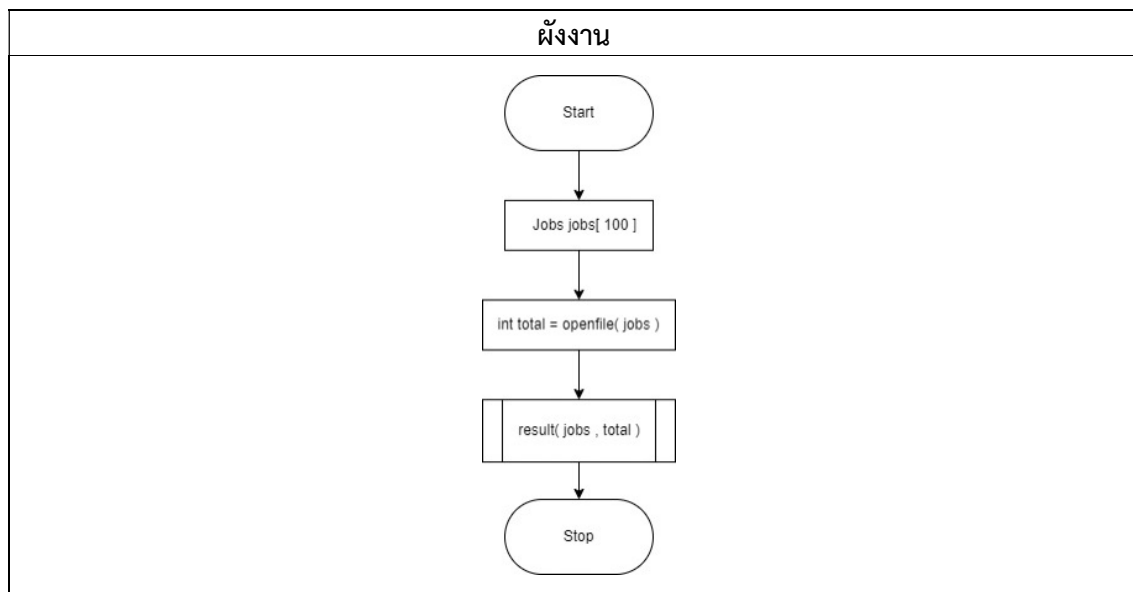 ผังงาน
Start
Jobs jobs[ 100 ]
int total = openfile( jobs )
result( jobs , total )
Stop